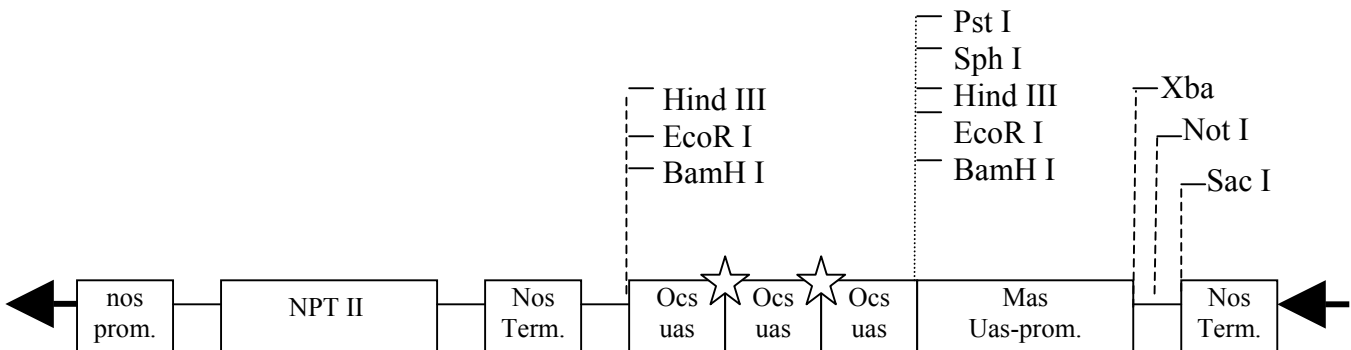 Pst I
Sph I
Hind III
EcoR I
BamH I
Hind III
EcoR I
BamH I
Xba
Not I
Sac I
nos
prom.
NPT II
Nos
Term.
Ocs
uas
Ocs
uas
Ocs
uas
Mas
Uas-prom.
Nos
Term.